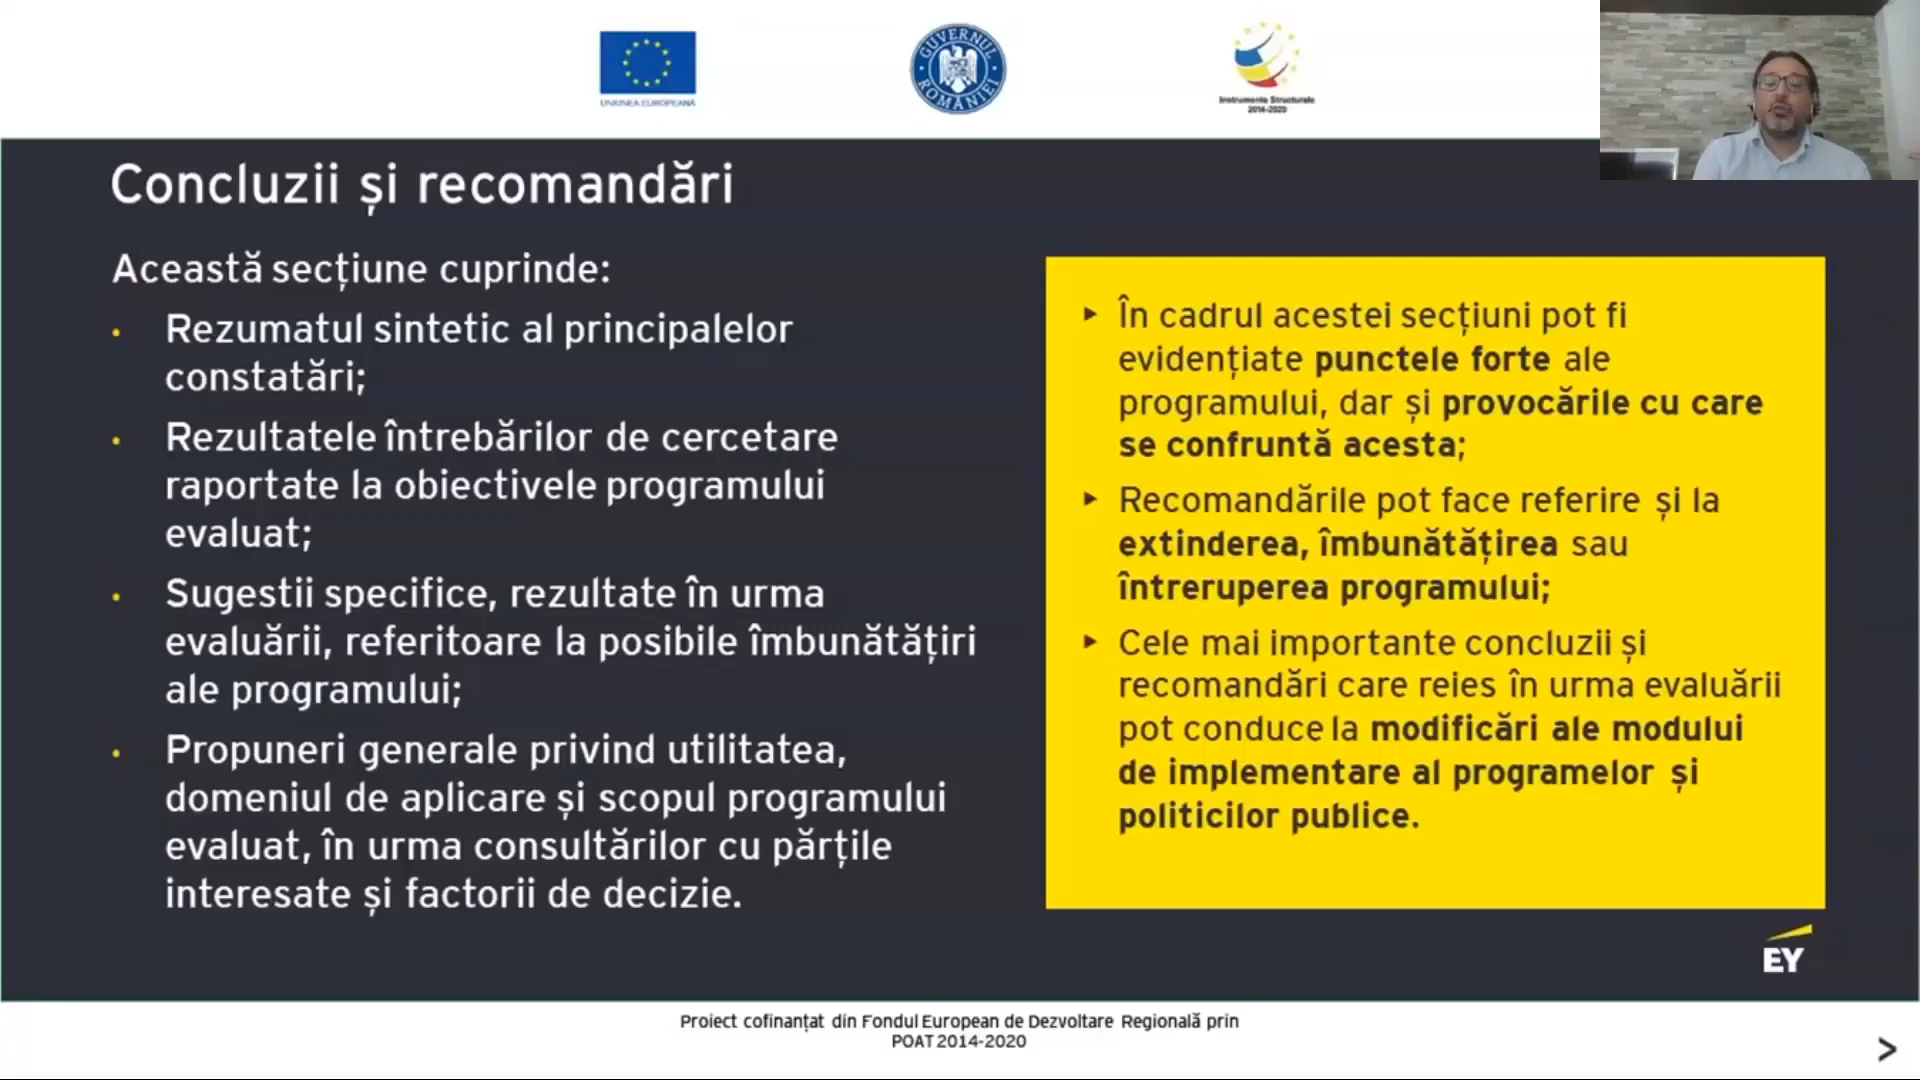 UNIUNEA EUROPEANĂ
GUVERNUL ROMÂNIEI
Instrumente Structurale
2014-2020
Concluzii și recomandări
Această secțiune cuprinde:
• Rezumatul sintetic al principalelor
constatări;
• Rezultatele întrebărilor de cercetare
raportate la obiectivele programului
evaluat;
• Sugestii specifice, rezultate în urma
evaluării, referitoare la posibile îmbunătățiri
ale programului;
• Propuneri generale privind utilitatea,
domeniul de aplicare și scopul programului
evaluat, în urma consultărilor cu părțile
interesate și factorii de decizie.
▸ În cadrul acestei secțiuni pot fi
evidențiate punctele forte ale
programului, dar și provocările cu care
se confruntă acesta;
▸ Recomandările pot face referire și la
extinderea, îmbunătățirea sau
întreruperea programului;
▸ Cele mai importante concluzii și
recomandări care reies în urma evaluării
pot conduce la modificări ale modului
de implementare al programelor și
politicilor publice.
EY
Proiect cofinanțat din Fondul European de Dezvoltare Regională prin
POAT 2014-2020
>